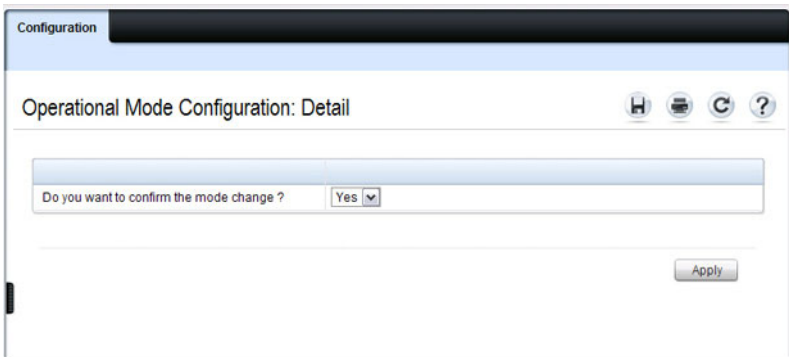 Configuration
Operational Mode Configuration: Detail
Do you want to confirm the mode change ? Yes
Apply